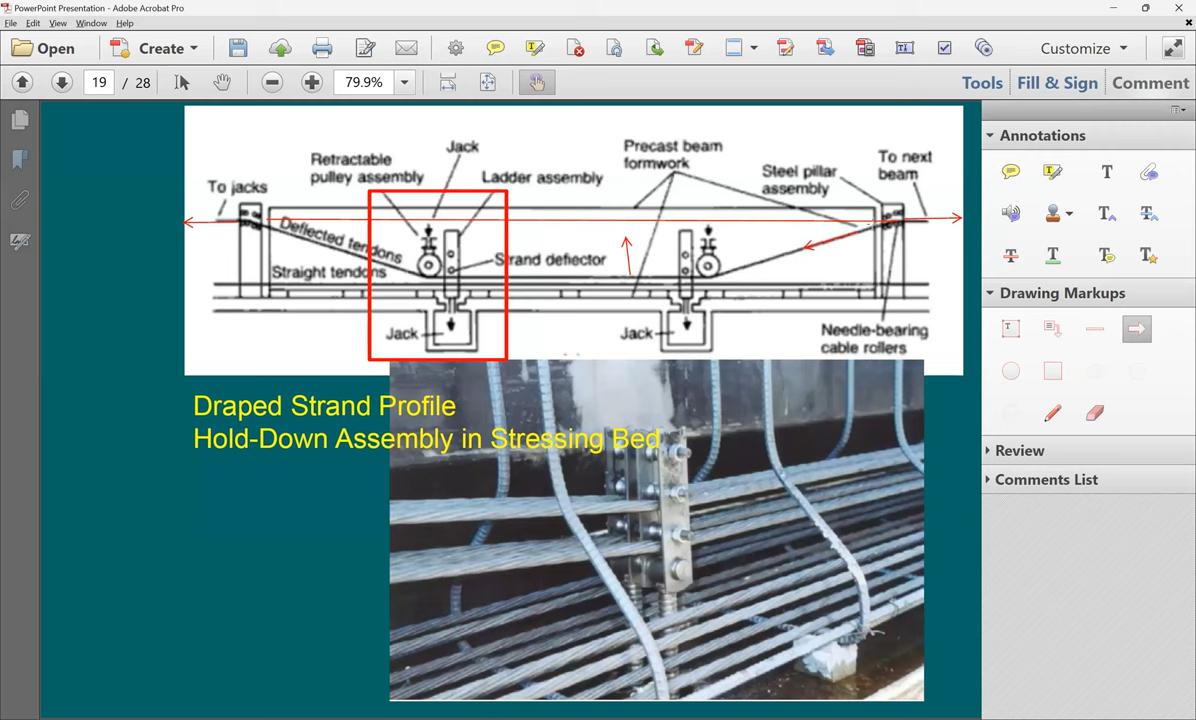 PowerPoint Presentation - Adobe Acrobat Pro
File Edit View Window Help
Open Create Customize
19 / 28 79.9% Tools Fill & Sign Comment
Annotations
Drawing Markups
Review
Comments List
Jack
Retractable
pulley assembly
Ladder assembly
Precast beam
formwork
Steel pillar
assembly
To next
beam
To jacks
Deflected tendons
Straight tendons
Strand deflector
Jack
Jack
Needle-bearing
cable rollers
Draped Strand Profile
Hold-Down Assembly in Stressing Bed